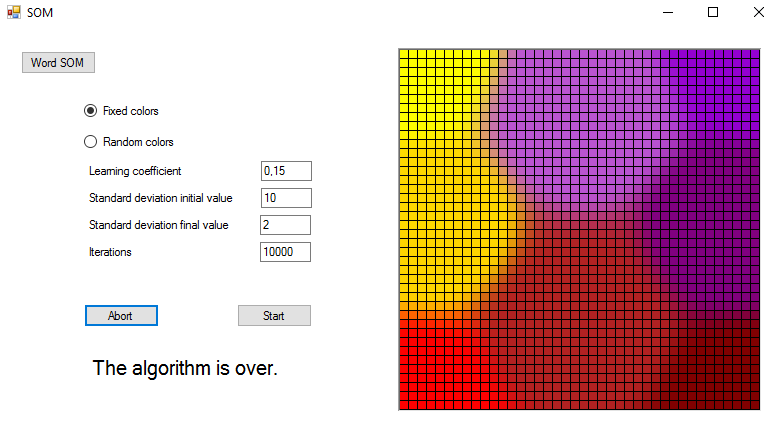 SOM
Word SOM
Fixed colors
Random colors
Learning coefficient 0,15
Standard deviation initial value 10
Standard deviation final value 2
Iterations 10000
Abort Start
The algorithm is over.